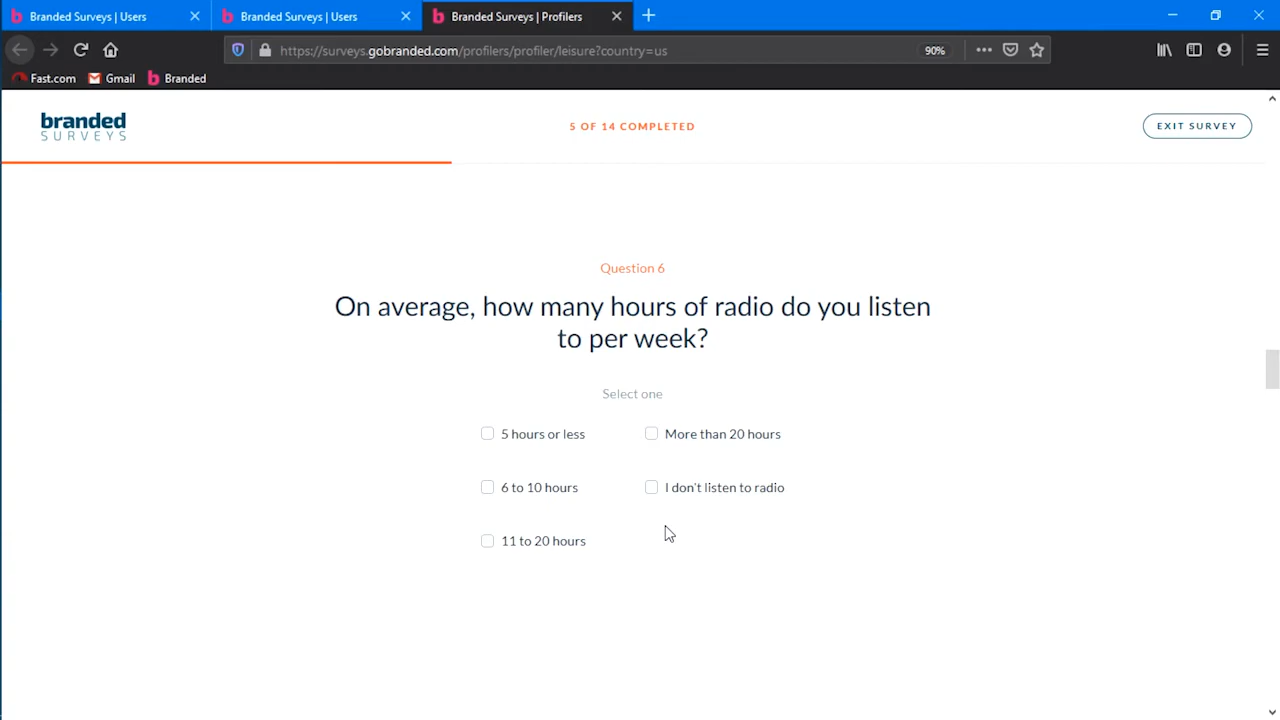 Branded Surveys | Users
Branded Surveys | Users
Branded Surveys | Profilers
https://surveys.gobranded.com/profilers/profiler/leisure?country=us
90%
Fast.com
Gmail
Branded
branded
SURVEYS
5 OF 14 COMPLETED
EXIT SURVEY
Question 6
On average, how many hours of radio do you listen
to per week?
Select one
5 hours or less
More than 20 hours
6 to 10 hours
I don't listen to radio
11 to 20 hours